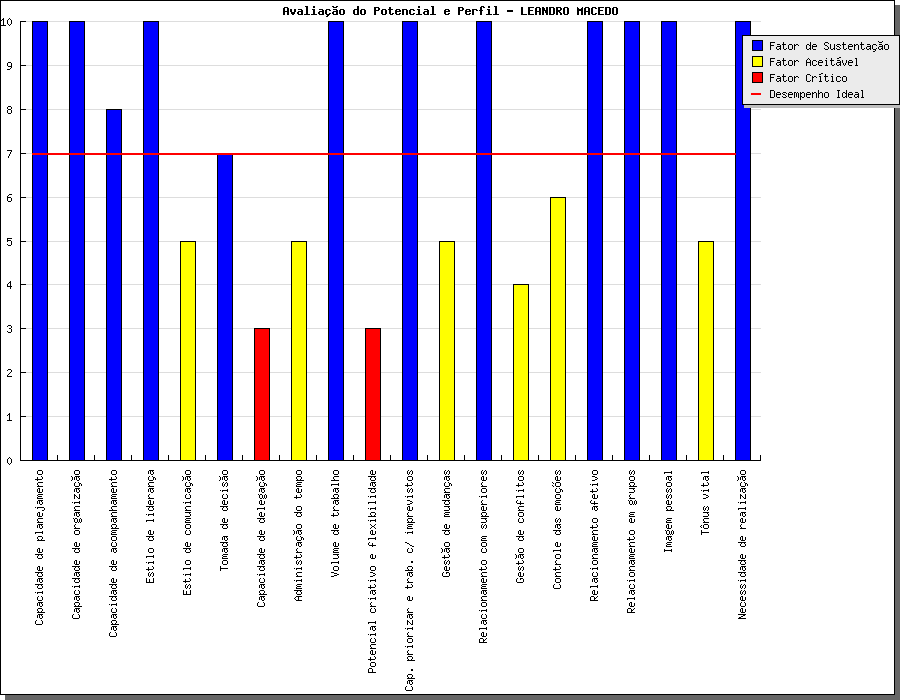 Avaliação do Potencial e Perfil - LEANDRO MACEDO
Fator de Sustentação
Fator Aceitável
Fator Crítico
Desempenho Ideal
10
9
8
7
6
5
4
3
2
1
0
Capacidade de planejamento
Capacidade de organização
Capacidade de acompanhamento
Estilo de liderança
Estilo de comunicação
Tomada de decisão
Capacidade de delegação
Administração do tempo
Volume de trabalho
Potencial criativo e flexibilidade
Cap. priorizar e trab. c/ imprevistos
Gestão de mudanças
Relacionamento com superiores
Gestão de conflitos
Controle das emoções
Relacionamento afetivo
Relacionamento em grupos
Imagem pessoal
Tônus vital
Necessidade de realização